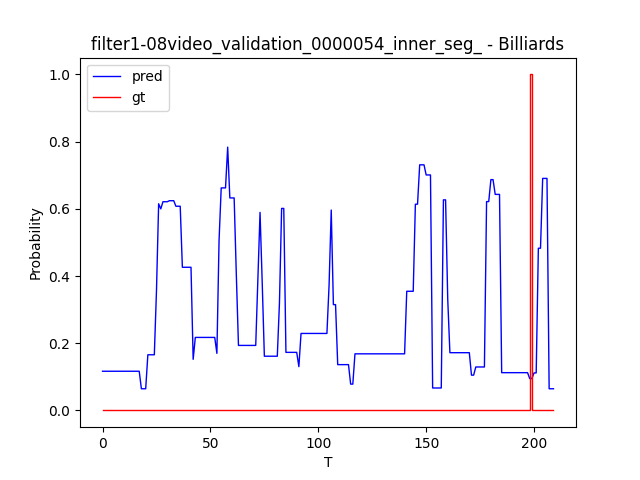 filter1-08video_validation_0000054_inner_seg_ - Billiards
pred
gt
1.0
0.8
0.6
0.4
0.2
0.0
Probability
0 50 100 150 200
T